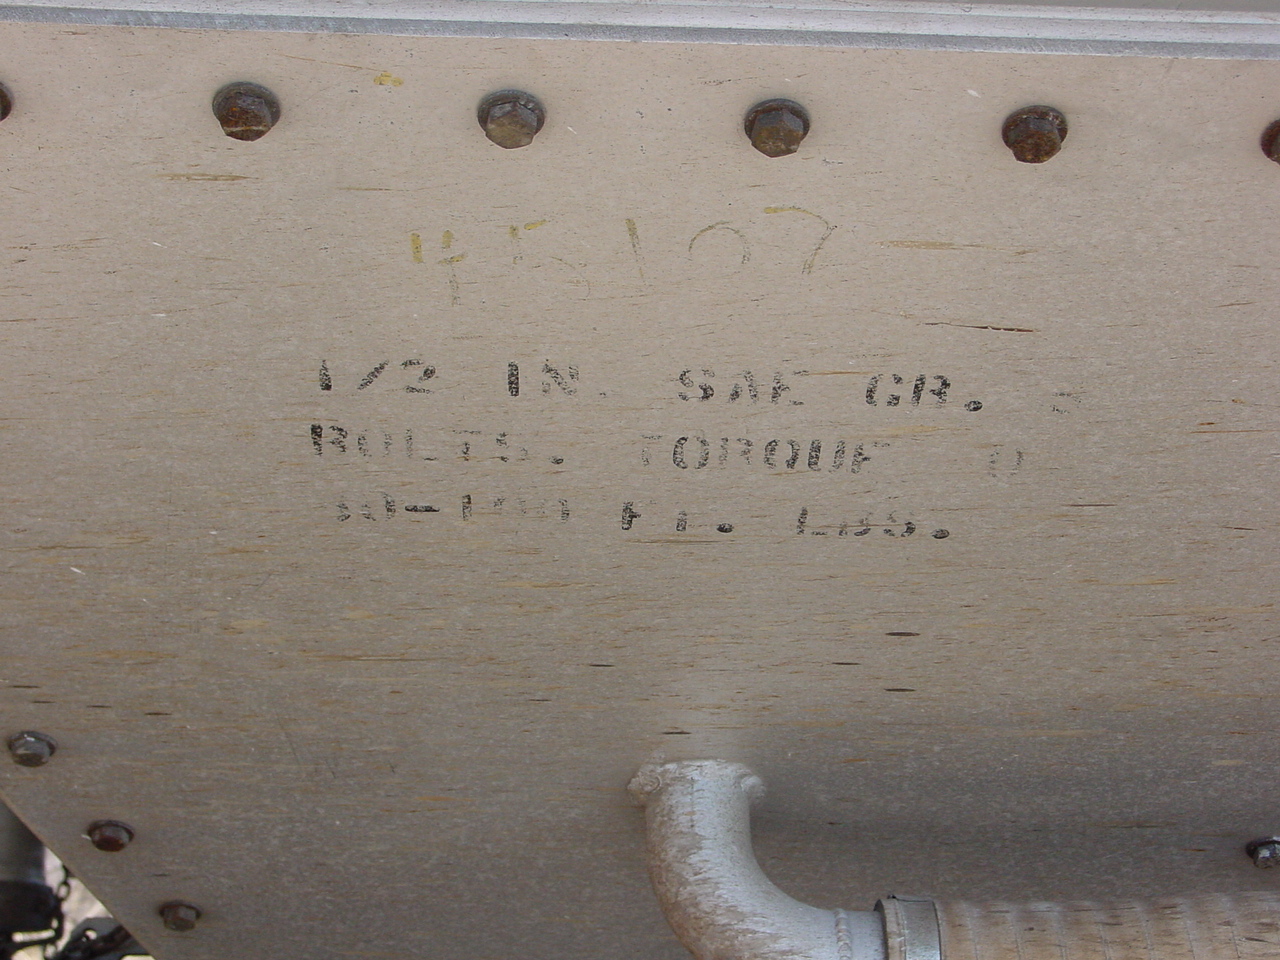 45107
1/2 IN. SAE GR.
BOLTS. TORQUE
FT. LBS.